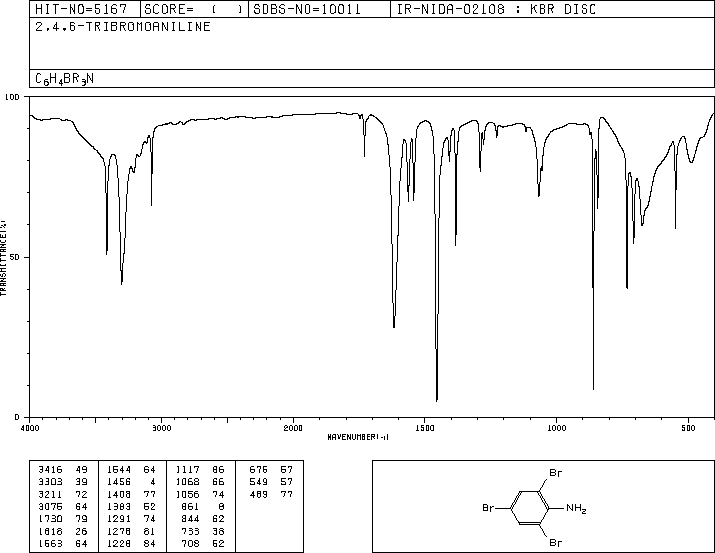 HIT-NO=5167 SCORE= ( ) SDBS-NO=10011 IR-NIDA-02108 : KBR DISC
2,4,6-TRIBROMOANILINE
C6H4BR3N
100
50
0
TRANSMITTANCE(%)
4000 3000 2000 1500 1000 500
WAVENUMBER(-1)
3416 49 1544 64 1117 86 676 57
3303 39 1456 4 1068 66 549 57
3211 72 1408 77 1056 74 489 77
3075 64 1383 52 861 8
1730 79 1291 74 844 62
1618 26 1278 81 733 38
1563 64 1228 84 708 52
Br
Br NH2
Br